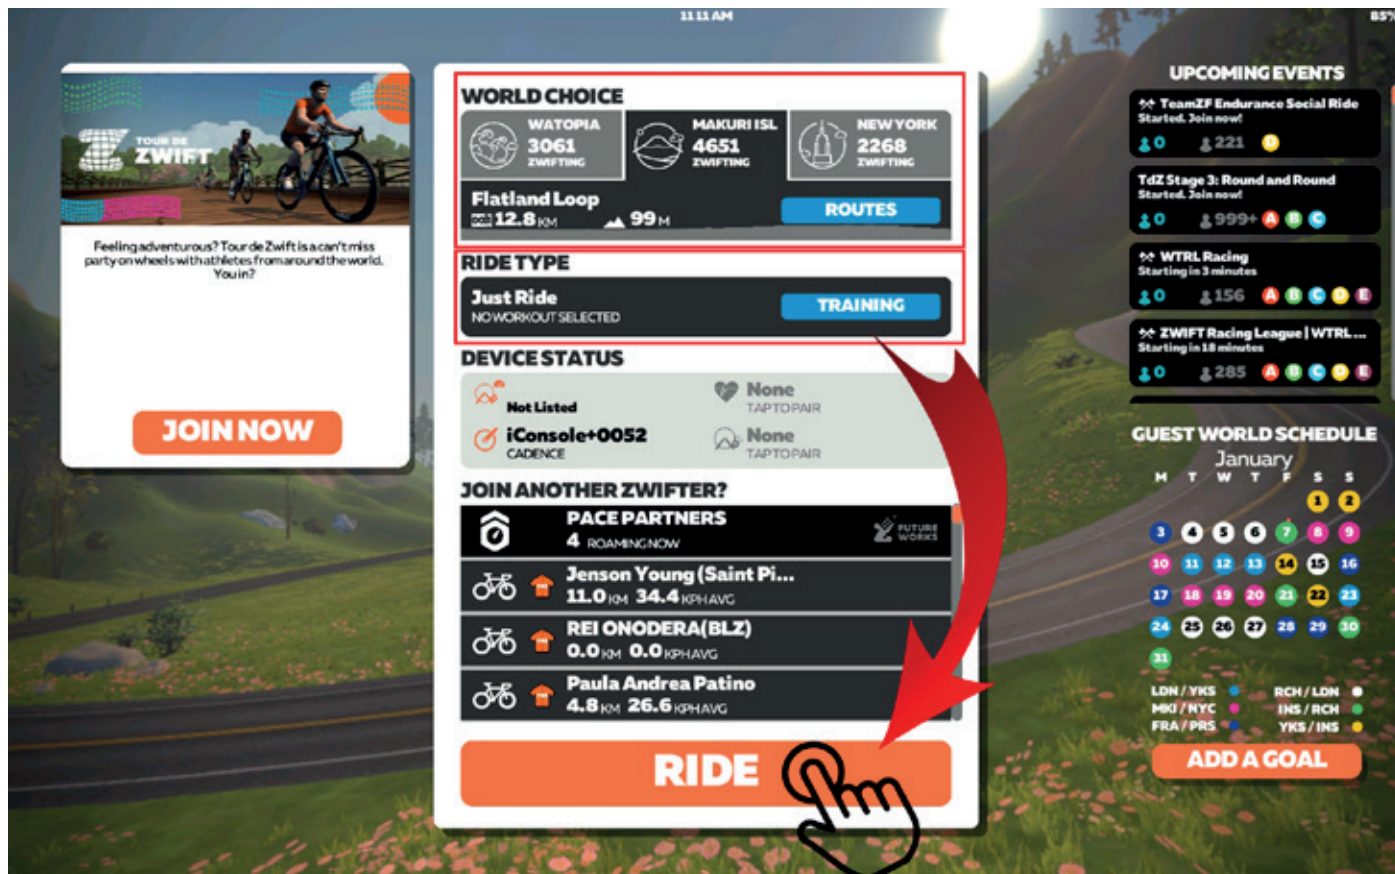 11 11 AM
85%
TOUR DE
ZWIFT
Feeling adventurous? Tour de Zwift is a can't miss
party on wheels with athletes from around the world.
You in?
JOIN NOW
WORLD CHOICE
WATOPIA
3061
ZWIFTING
MAKURI ISL
4651
ZWIFTING
NEW YORK
2268
ZWIFTING
Flatland Loop
12.8 KM 99 M
ROUTES
RIDE TYPE
Just Ride
NO WORKOUT SELECTED
TRAINING
DEVICE STATUS
Not Listed
None
TAP TO PAIR
iConsole+0052
CADENCE
None
TAP TO PAIR
JOIN ANOTHER ZWIFTER?
PACE PARTNERS
4 ROAMING NOW
FUTURE
WORKS
Jenson Young (Saint Pi...
11.0 KM 34.4 KPH AVG
REI ONODERA(BLZ)
0.0 KM 0.0 KPH AVG
Paula Andrea Patino
4.8 KM 26.6 KPH AVG
RIDE
UPCOMING EVENTS
TeamZF Endurance Social Ride
Started. Join now!
0 221 D
TdZ Stage 3: Round and Round
Started. Join now!
0 999+ A B C
WTRL Racing
Starting in 3 minutes
0 156 A B C D E
ZWIFT Racing League | WTRL...
Starting in 18 minutes
0 285 A B C D E
GUEST WORLD SCHEDULE
January
M T W T F S S
1 2
3 4 5 6 7 8 9
10 11 12 13 14 15 16
17 18 19 20 21 22 23
24 25 26 27 28 29 30
31
LDN / YKS RCH / LDN
MKI / NYC INS / RCH
FRA / PRS YKS / INS
ADD A GOAL